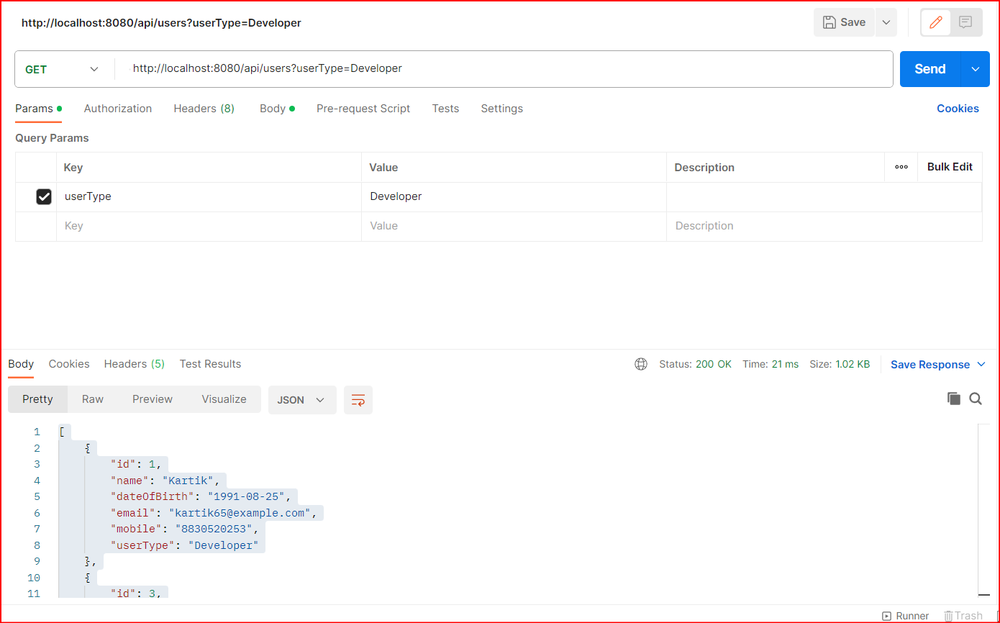 http://localhost:8080/api/users?userType=Developer Save
GET http://localhost:8080/api/users?userType=Developer Send
Params Authorization Headers (8) Body Pre-request Script Tests Settings Cookies
Query Params
Key Value Description Bulk Edit
userType Developer
Key Value Description
Body Cookies Headers (5) Test Results Status: 200 OK Time: 21 ms Size: 1.02 KB Save Response
Pretty Raw Preview Visualize JSON
1 [
2 {
3 "id": 1,
4 "name": "Kartik",
5 "dateOfBirth": "1991-08-25",
6 "email": "kartik65@example.com",
7 "mobile": "8830520253",
8 "userType": "Developer"
9 },
10 {
11 "id": 3,
Runner Trash